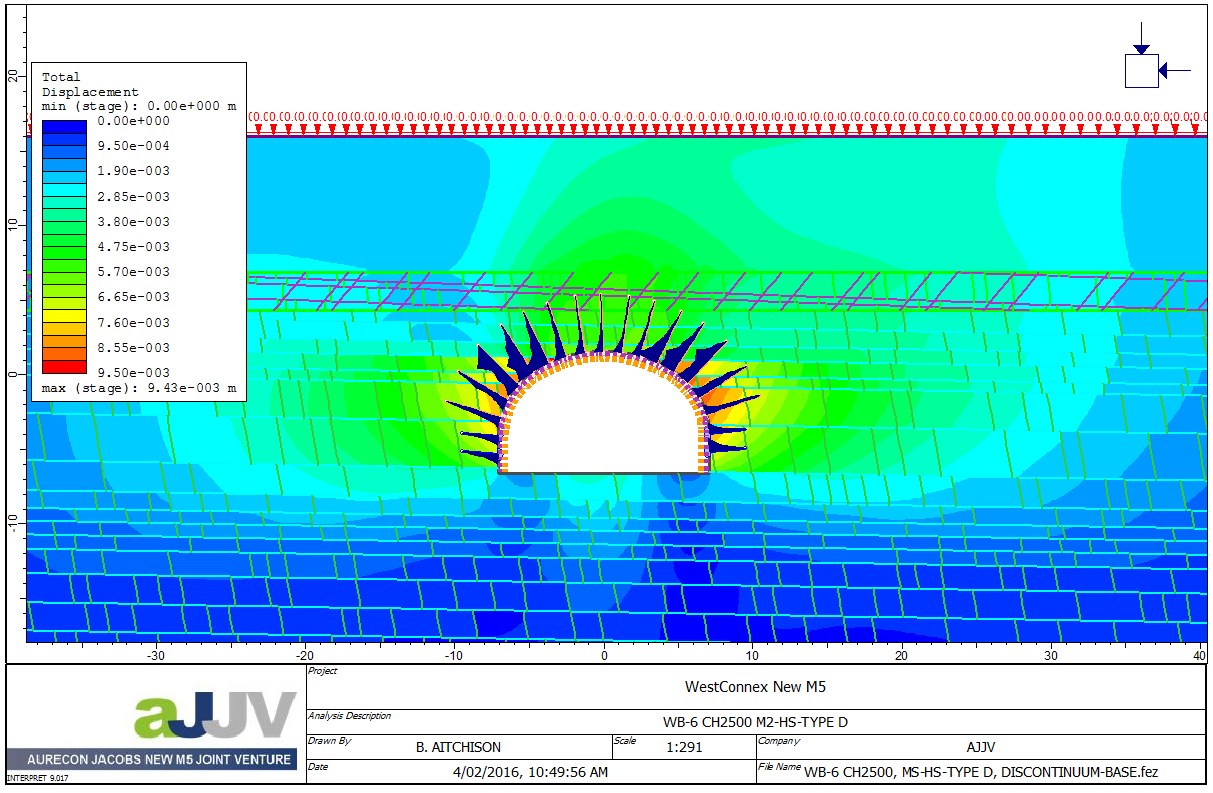 Total
Displacement
min (stage): 0.00e+000 m
0.00e+000
9.50e-004
1.90e-003
2.85e-003
3.80e-003
4.75e-003
5.70e-003
6.65e-003
7.60e-003
8.55e-003
9.50e-003
max (stage): 9.43e-003 m
20
10
0
-10
-30
-20
-10
0
10
20
30
40
Project
WestConnex New M5
Analysis Description
WB-6 CH2500 M2-HS-TYPE D
Drawn By
B. AITCHISON
Scale
1:291
Company
AJJV
Date
4/02/2016, 10:49:56 AM
File Name
WB-6 CH2500, MS-HS-TYPE D, DISCONTINUUM-BASE.fez
aJJV
AURECON JACOBS NEW M5 JOINT VENTURE
INTERPRET 9.017